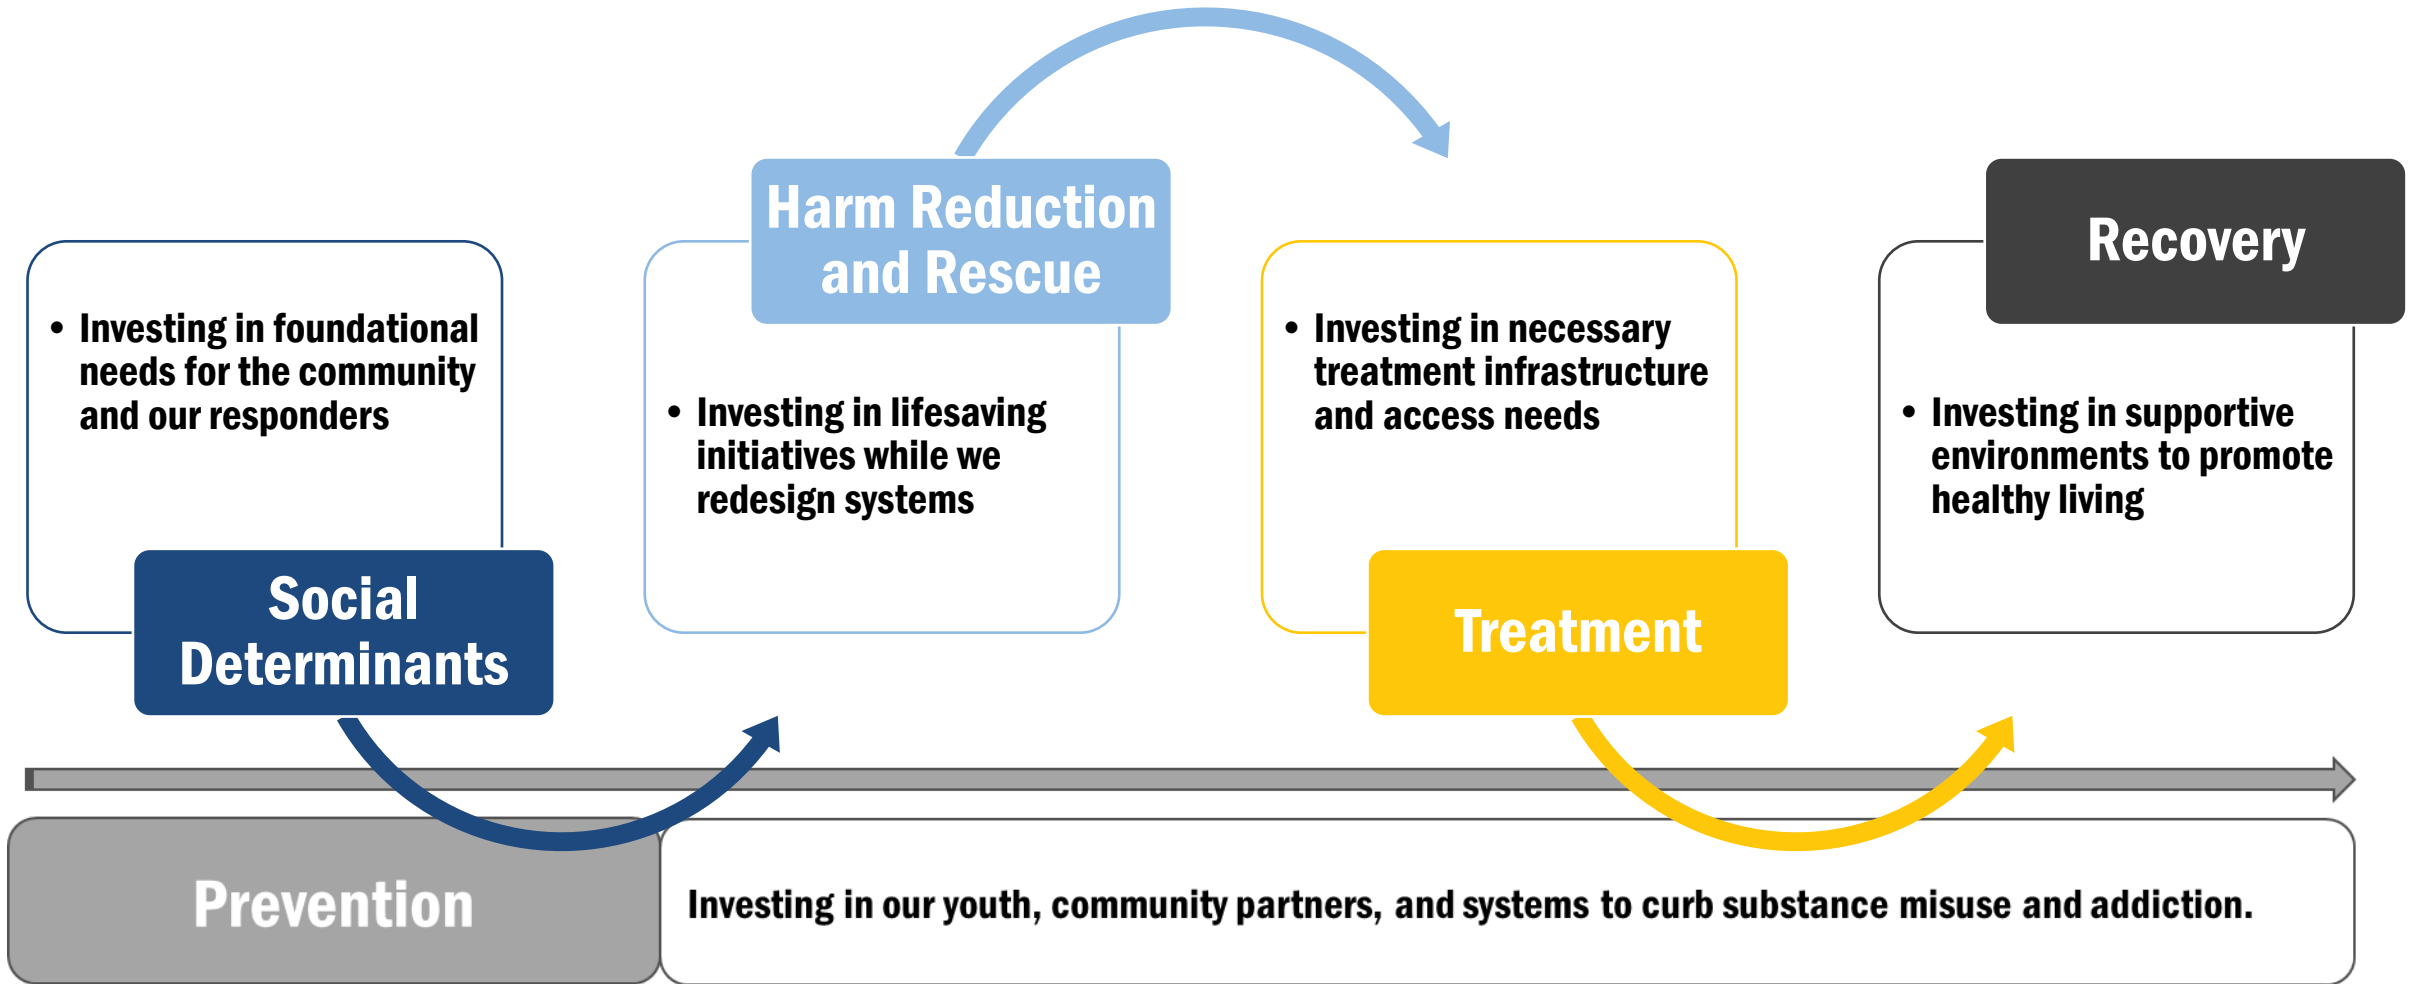 • Investing in foundational
needs for the community
and our responders
Social
Determinants
Harm Reduction
and Rescue
• Investing in lifesaving
initiatives while we
redesign systems
• Investing in necessary
treatment infrastructure
and access needs
Treatment
Recovery
• Investing in supportive
environments to promote
healthy living
Prevention
Investing in our youth, community partners, and systems to curb substance misuse and addiction.